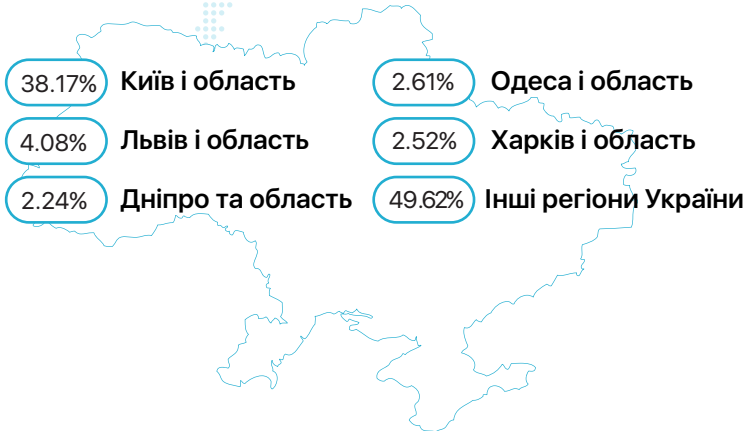 38.17% Київ і область
4.08% Львів і область
2.24% Дніпро та область
2.61% Одеса і область
2.52% Харків і область
49.62% Інші регіони України